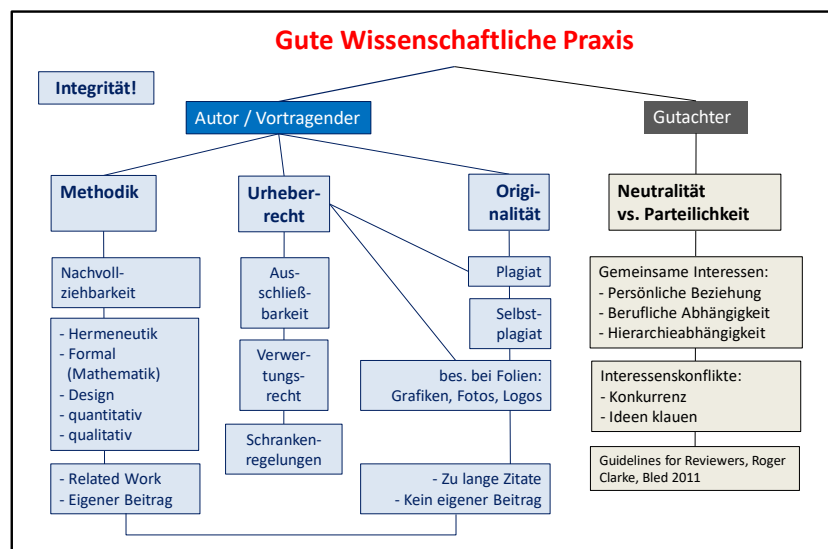 Gute Wissenschaftliche Praxis
Integrität!
Autor / Vortragender
Gutachter
Methodik
Nachvoll-
ziehbarkeit
- Hermeneutik
- Formal
(Mathematik)
- Design
- quantitativ
- qualitativ
- Related Work
- Eigener Beitrag
Urheber-
recht
Aus-
schließ-
barkeit
Verwer-
tungs-
recht
Schranken-
regelungen
Origi-
nalität
Plagiat
Selbst-
plagiat
bes. bei Folien:
Grafiken, Fotos, Logos
- Zu lange Zitate
- Kein eigener Beitrag
Neutralität
vs. Parteilichkeit
Gemeinsame Interessen:
- Persönliche Beziehung
- Berufliche Abhängigkeit
- Hierarchieabhängigkeit
Interessenskonflikte:
- Konkurrenz
- Ideen klauen
Guidelines for Reviewers, Roger
Clarke, Bled 2011